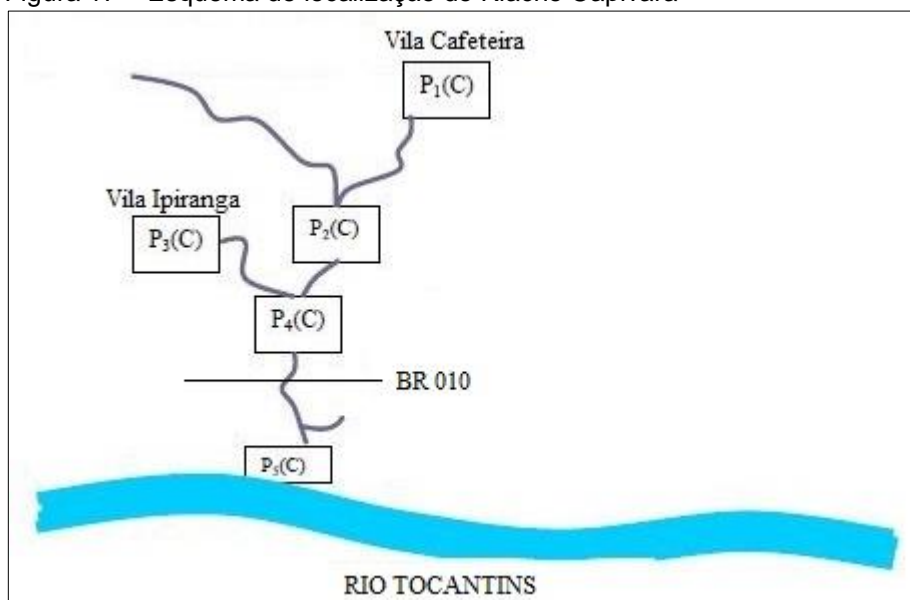 Vila Cafeteira
P₁(C)
Vila Ipiranga
P₃(C)
P₂(C)
P₄(C)
BR 010
P₅(C)
RIO TOCANTINS